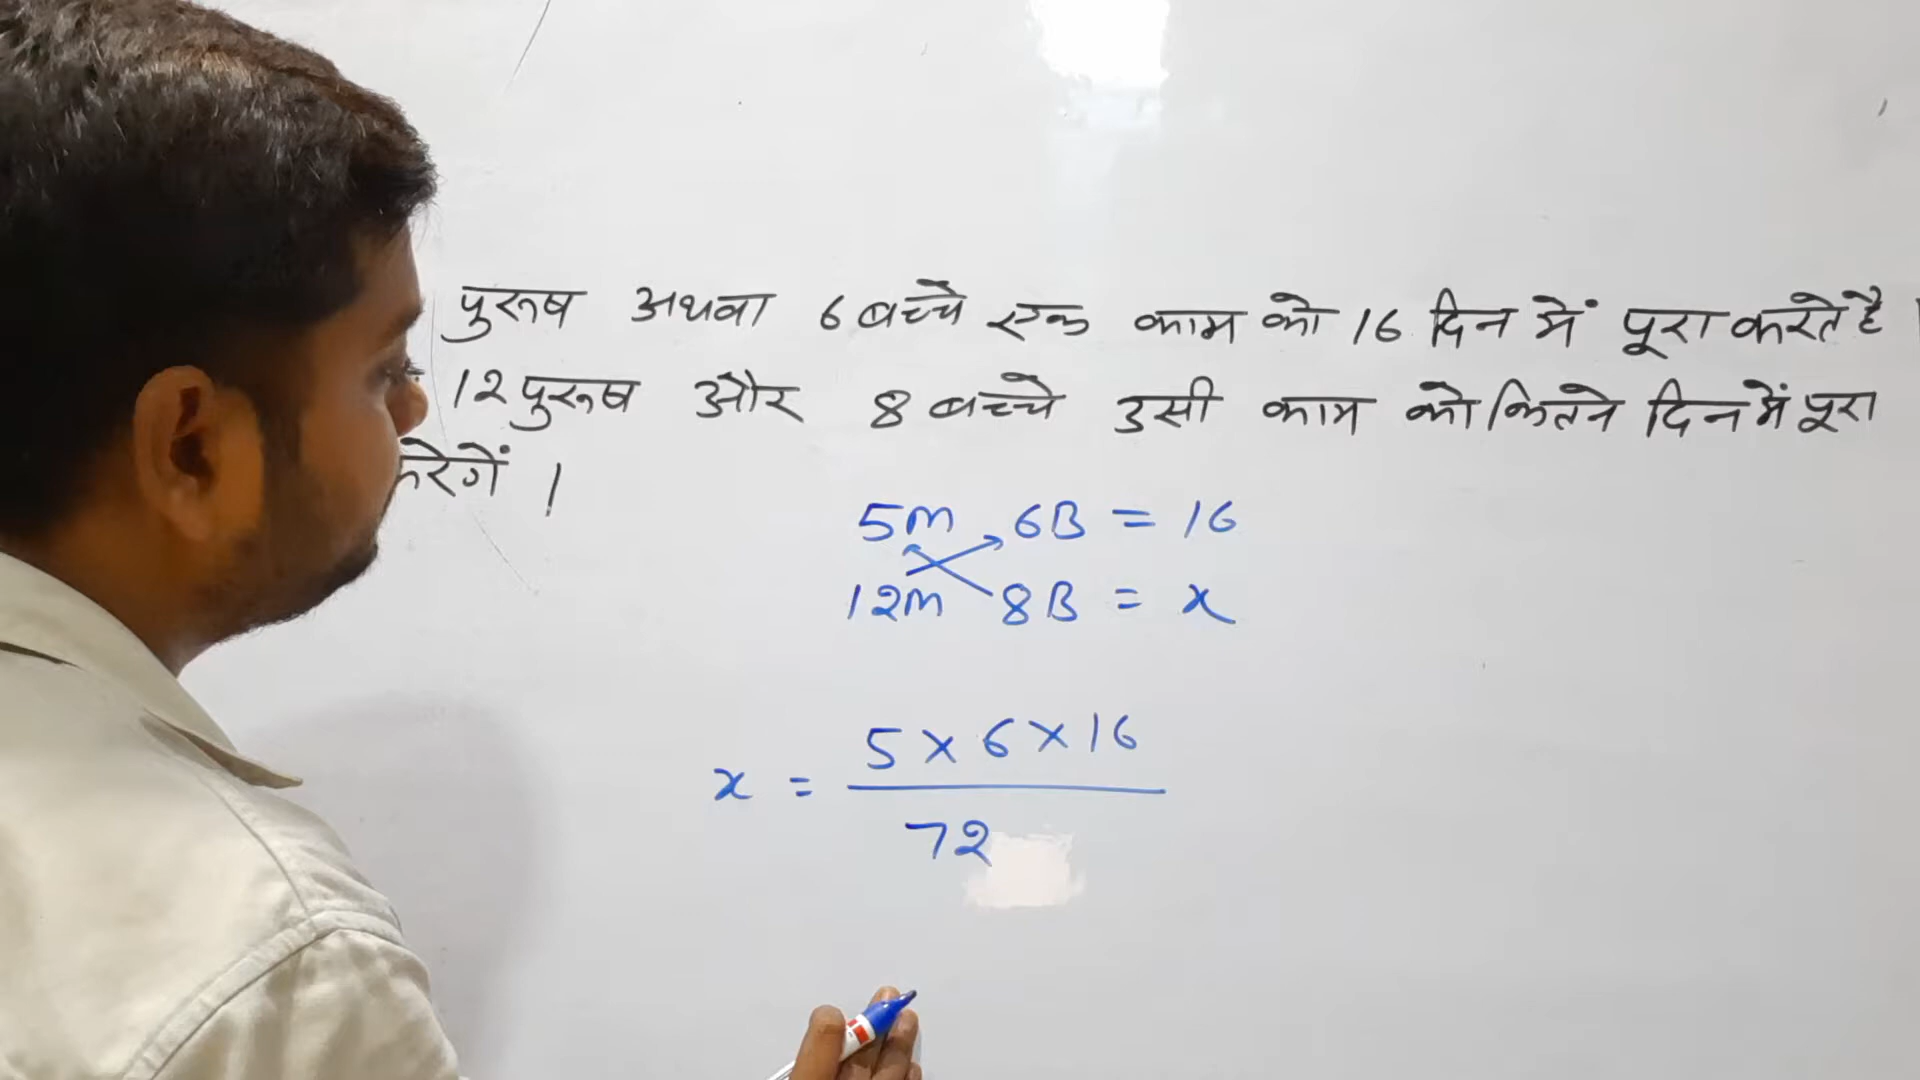 पुरूष अथवा 6 बच्चे एक काम को 16 दिन में पूरा करते है ।
12 पुरूष और 8 बच्चे उसी काम को कितने दिन में पूरा
करेगें ।
5m 6B = 16
12m 8B = x
x = 5 × 6 × 16
72